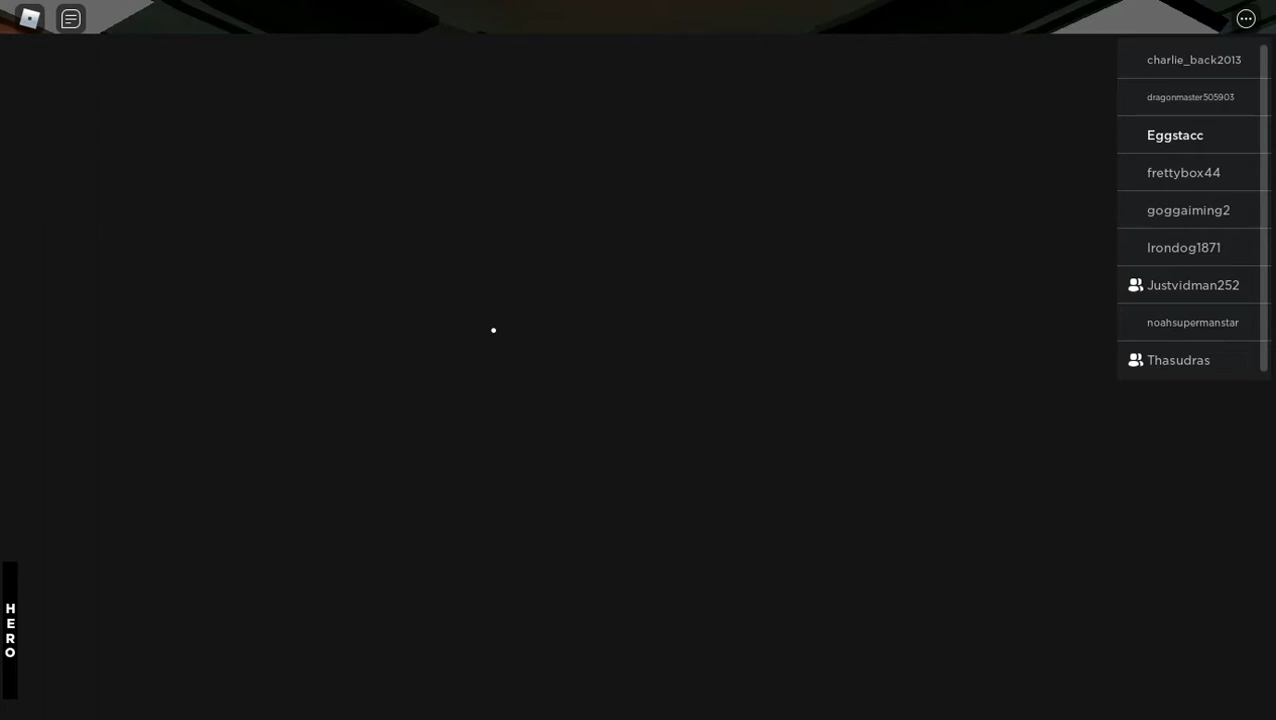 charlie_back2013
dragonmaster505903
Eggstacc
frettybox44
goggaiming2
Irondog1871
Justvidman252
noahsupermanstar
Thasudras
H
E
R
O